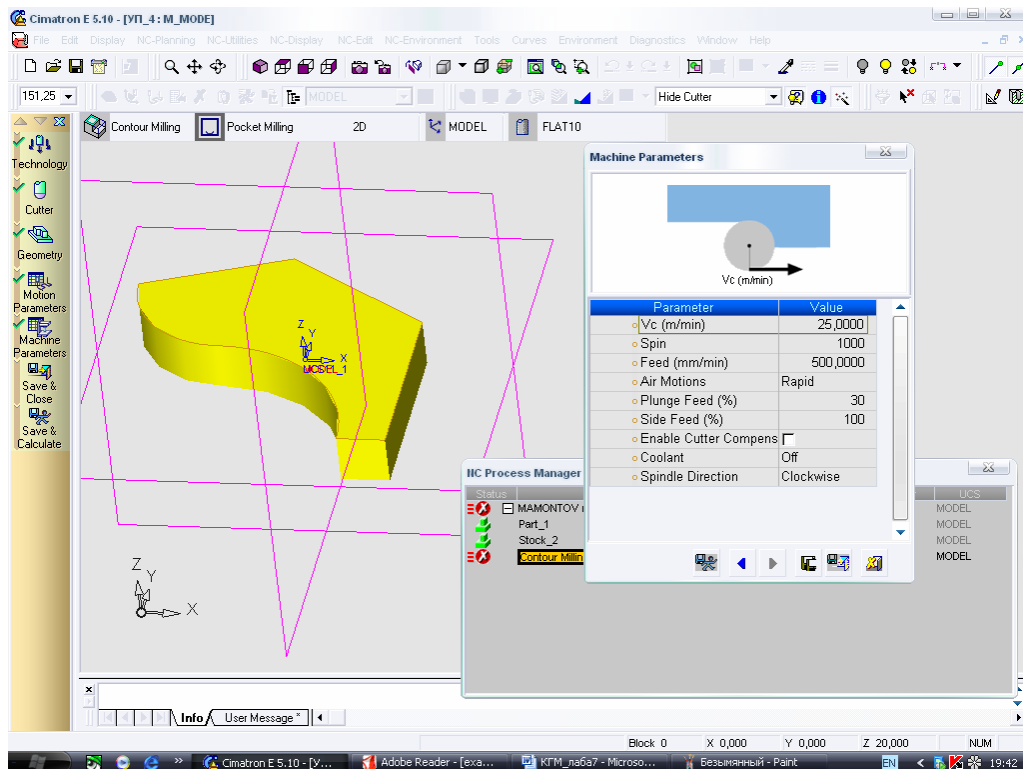 Cimatron E 5.10 - [УП_4 : M_MODE]
File Edit Display NC-Planning NC-Utilities NC-Display NC-Edit NC-Environment Tools Curves Environment Diagnostics Window Help
151,25 MODEL Hide Cutter
Contour Milling Pocket Milling 2D MODEL FLAT10
Technology
Cutter
Geometry
Motion
Parameters
Machine
Parameters
Save &
Close
Save &
Calculate
Z
Y
X
Z
Y
X
Machine Parameters
Vc (m/min)
Parameter Value
Vc (m/min) 25,0000
Spin 1000
Feed (mm/min) 500,0000
Air Motions Rapid
Plunge Feed (%) 30
Side Feed (%) 100
Enable Cutter Compens
Coolant Off
Spindle Direction Clockwise
NC Process Manager
Status UCS
MAMONTOV MODEL
Part_1 MODEL
Stock_2 MODEL
Contour Millin MODEL
Info User Message *
Block 0 X 0,000 Y 0,000 Z 20,000 NUM
Cimatron E 5.10 - [У... Adobe Reader - [exa... КГМ_лаба7 - Microso... Безымянный - Paint EN 19:42